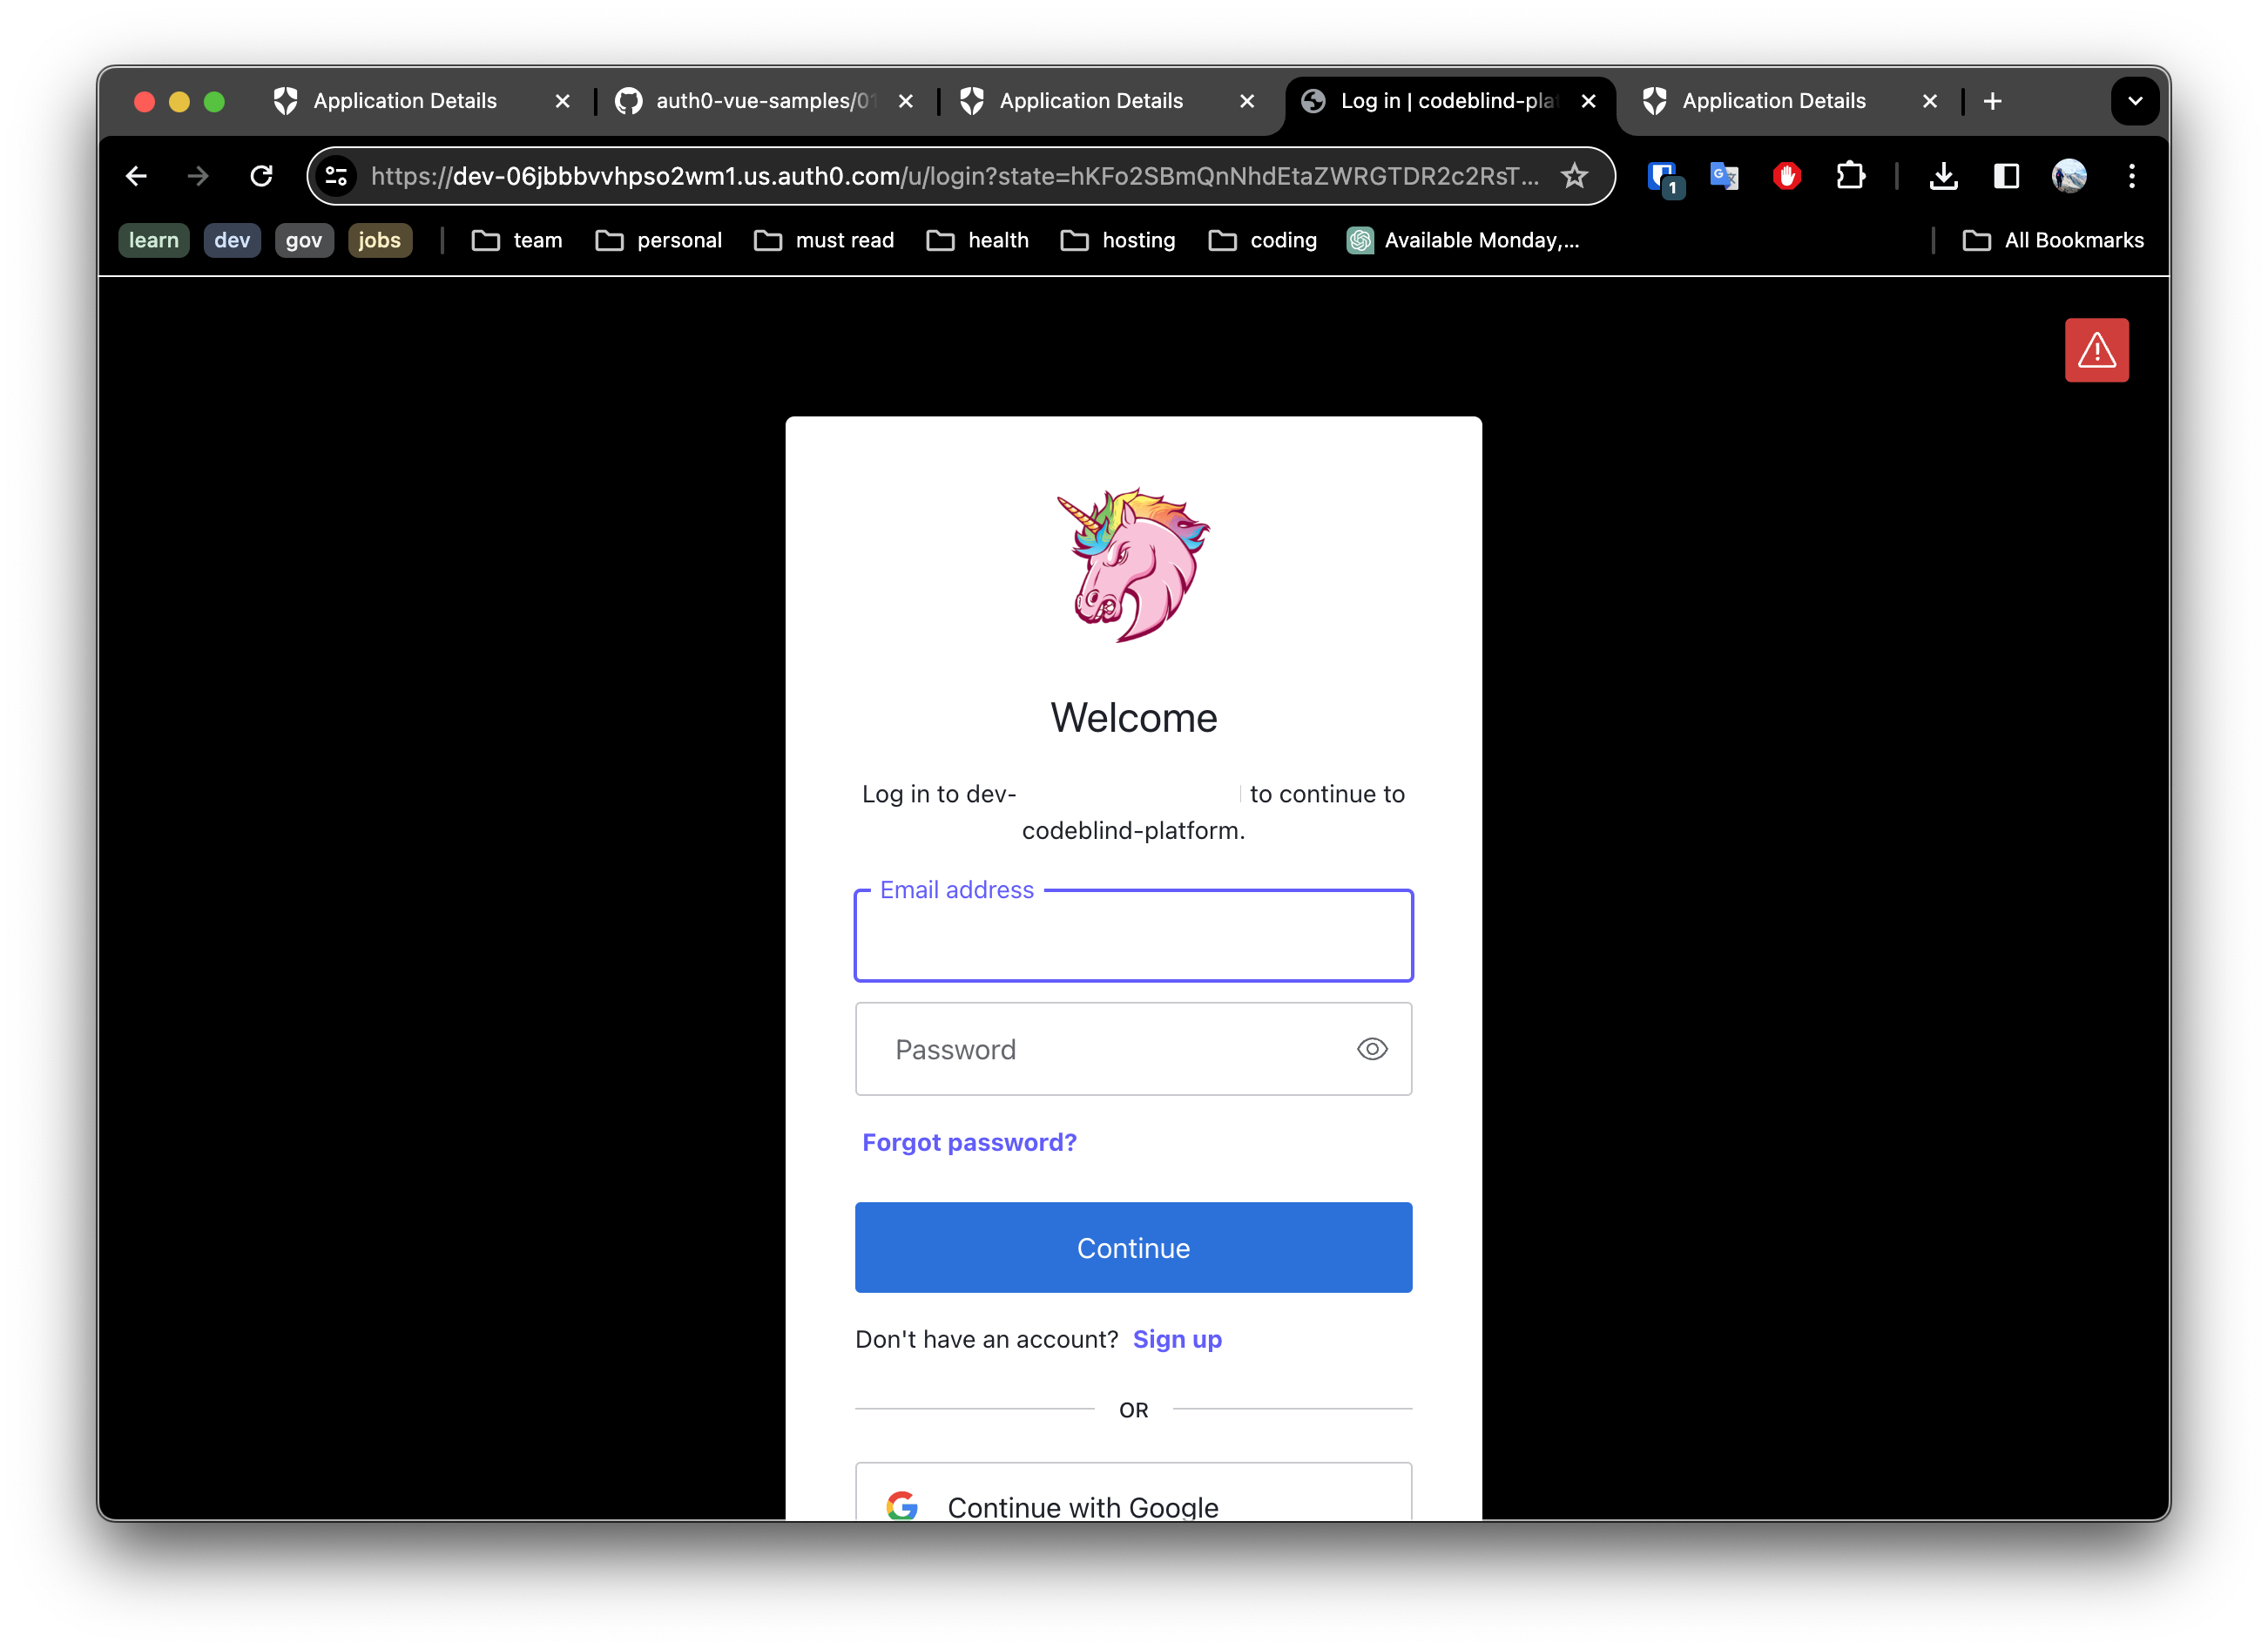 Application Details
auth0-vue-samples/01
Application Details
Log in | codeblind-plat
Application Details
https://dev-06jbbbvvhpso2wm1.us.auth0.com/u/login?state=hKFo2SBmQnNhdEtaZWRGTDR2c2RsT...
1
learn dev gov jobs team personal must read health hosting coding Available Monday,... All Bookmarks
Welcome
Log in to dev- to continue to
codeblind-platform.
Email address
Password
Forgot password?
Continue
Don't have an account? Sign up
OR
Continue with Google